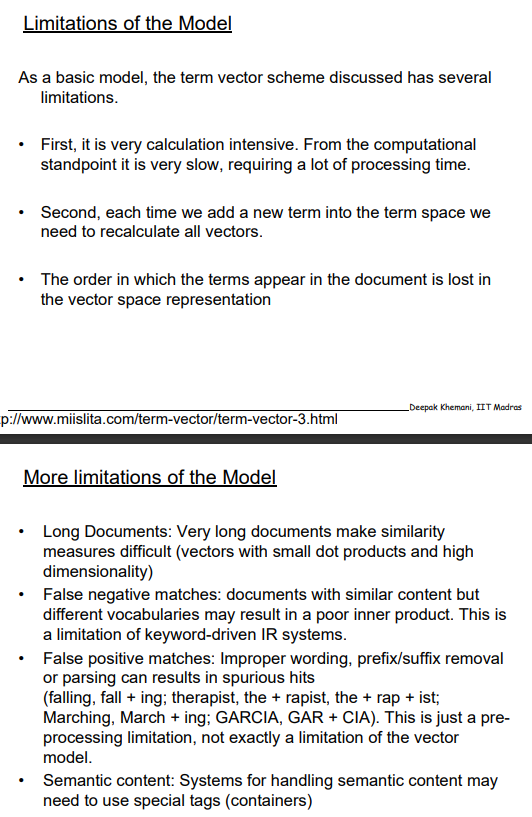 Limitations of the Model
As a basic model, the term vector scheme discussed has several
limitations.
• First, it is very calculation intensive. From the computational
standpoint it is very slow, requiring a lot of processing time.
• Second, each time we add a new term into the term space we
need to recalculate all vectors.
• The order in which the terms appear in the document is lost in
the vector space representation
Deepak Khemani, IIT Madras
p://www.miislita.com/term-vector/term-vector-3.html
More limitations of the Model
• Long Documents: Very long documents make similarity
measures difficult (vectors with small dot products and high
dimensionality)
• False negative matches: documents with similar content but
different vocabularies may result in a poor inner product. This is
a limitation of keyword-driven IR systems.
• False positive matches: Improper wording, prefix/suffix removal
or parsing can results in spurious hits
(falling, fall + ing; therapist, the + rapist, the + rap + ist;
Marching, March + ing; GARCIA, GAR + CIA). This is just a pre-
processing limitation, not exactly a limitation of the vector
model.
• Semantic content: Systems for handling semantic content may
need to use special tags (containers)